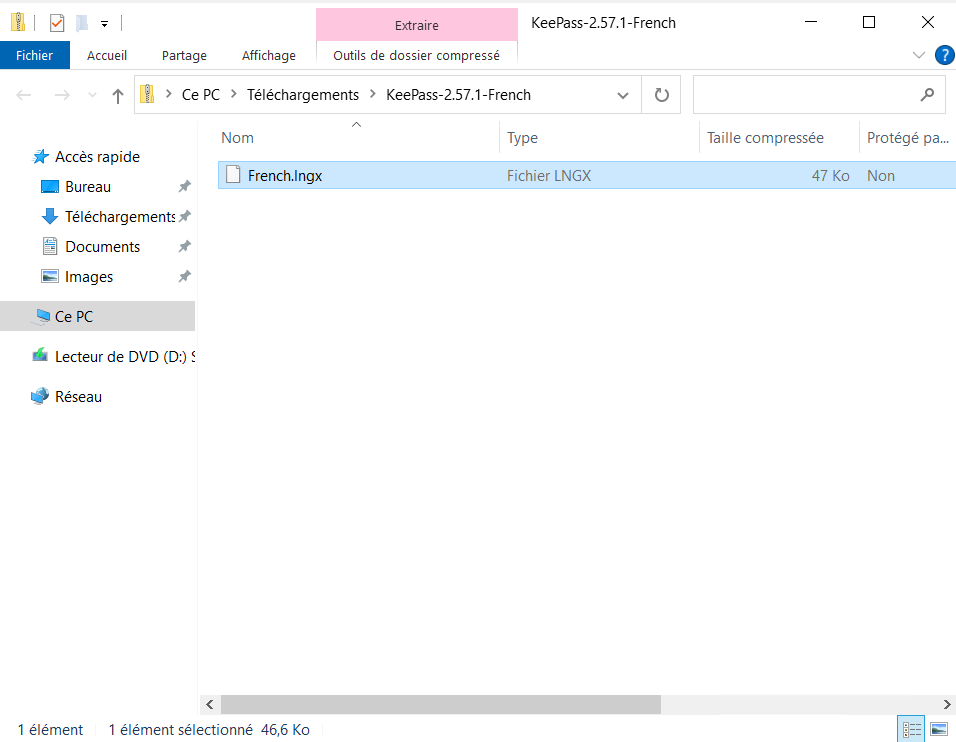 Extraire
KeePass-2.57.1-French
Fichier
Accueil
Partage
Affichage
Outils de dossier compressé
?
Ce PC
Téléchargements
KeePass-2.57.1-French
Nom
Type
Taille compressée
Protégé pa...
French.lngx
Fichier LNGX
47 Ko
Non
Accès rapide
Bureau
Téléchargements
Documents
Images
Ce PC
Lecteur de DVD (D:) S
Réseau
1 élément
1 élément sélectionné 46,6 Ko